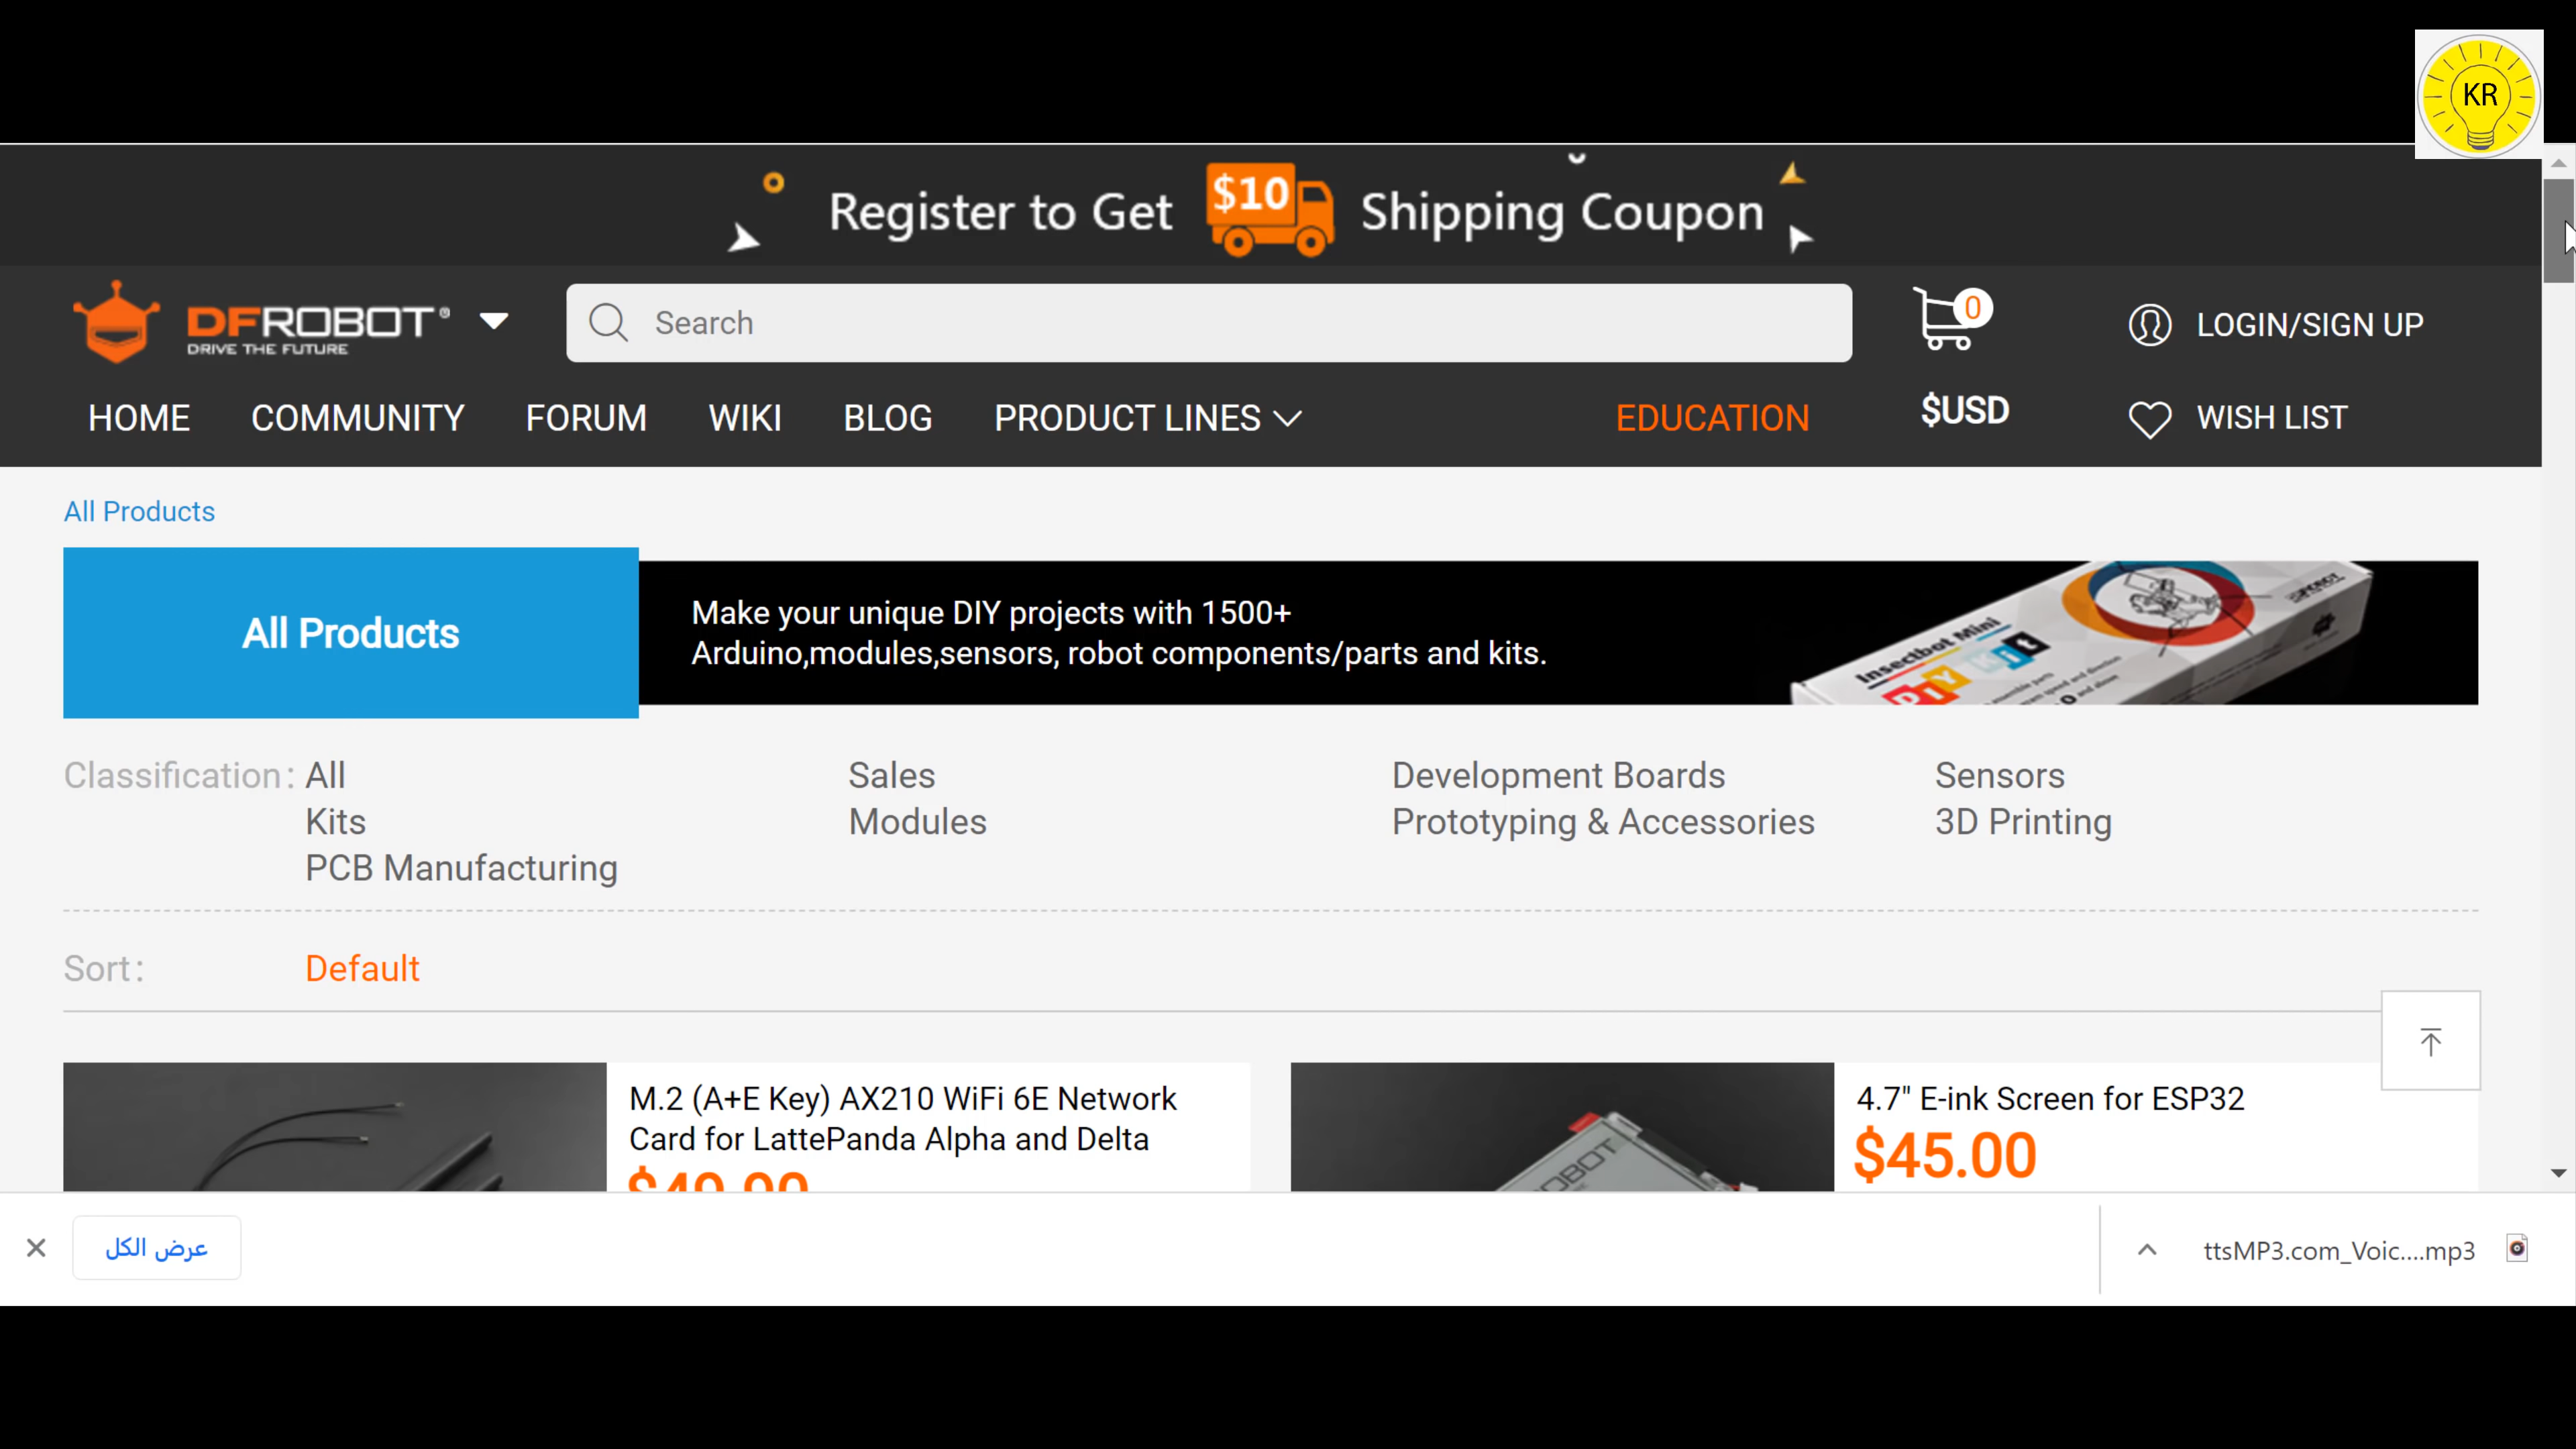 KR
Register to Get $10 Shipping Coupon
DFROBOT®
DRIVE THE FUTURE
Search
0
LOGIN/SIGN UP
HOME COMMUNITY FORUM WIKI BLOG PRODUCT LINES EDUCATION $USD WISH LIST
All Products
All Products
Make your unique DIY projects with 1500+
Arduino,modules,sensors, robot components/parts and kits.
Insectbot Mini
DIY Kit
Classification: All Sales Development Boards Sensors
Kits Modules Prototyping & Accessories 3D Printing
PCB Manufacturing
Sort: Default
M.2 (A+E Key) AX210 WiFi 6E Network
Card for LattePanda Alpha and Delta
4.7" E-ink Screen for ESP32
$45.00
عرض الكل
ttsMP3.com_Voic....mp3